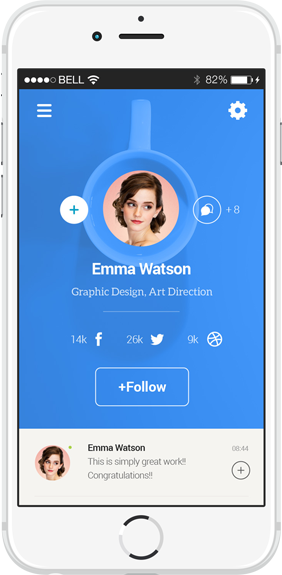 BELL 82%
+ 8
Emma Watson
Graphic Design, Art Direction
14k 26k 9k
+Follow
Emma Watson 08:44
This is simply great work!!
Congratulations!!